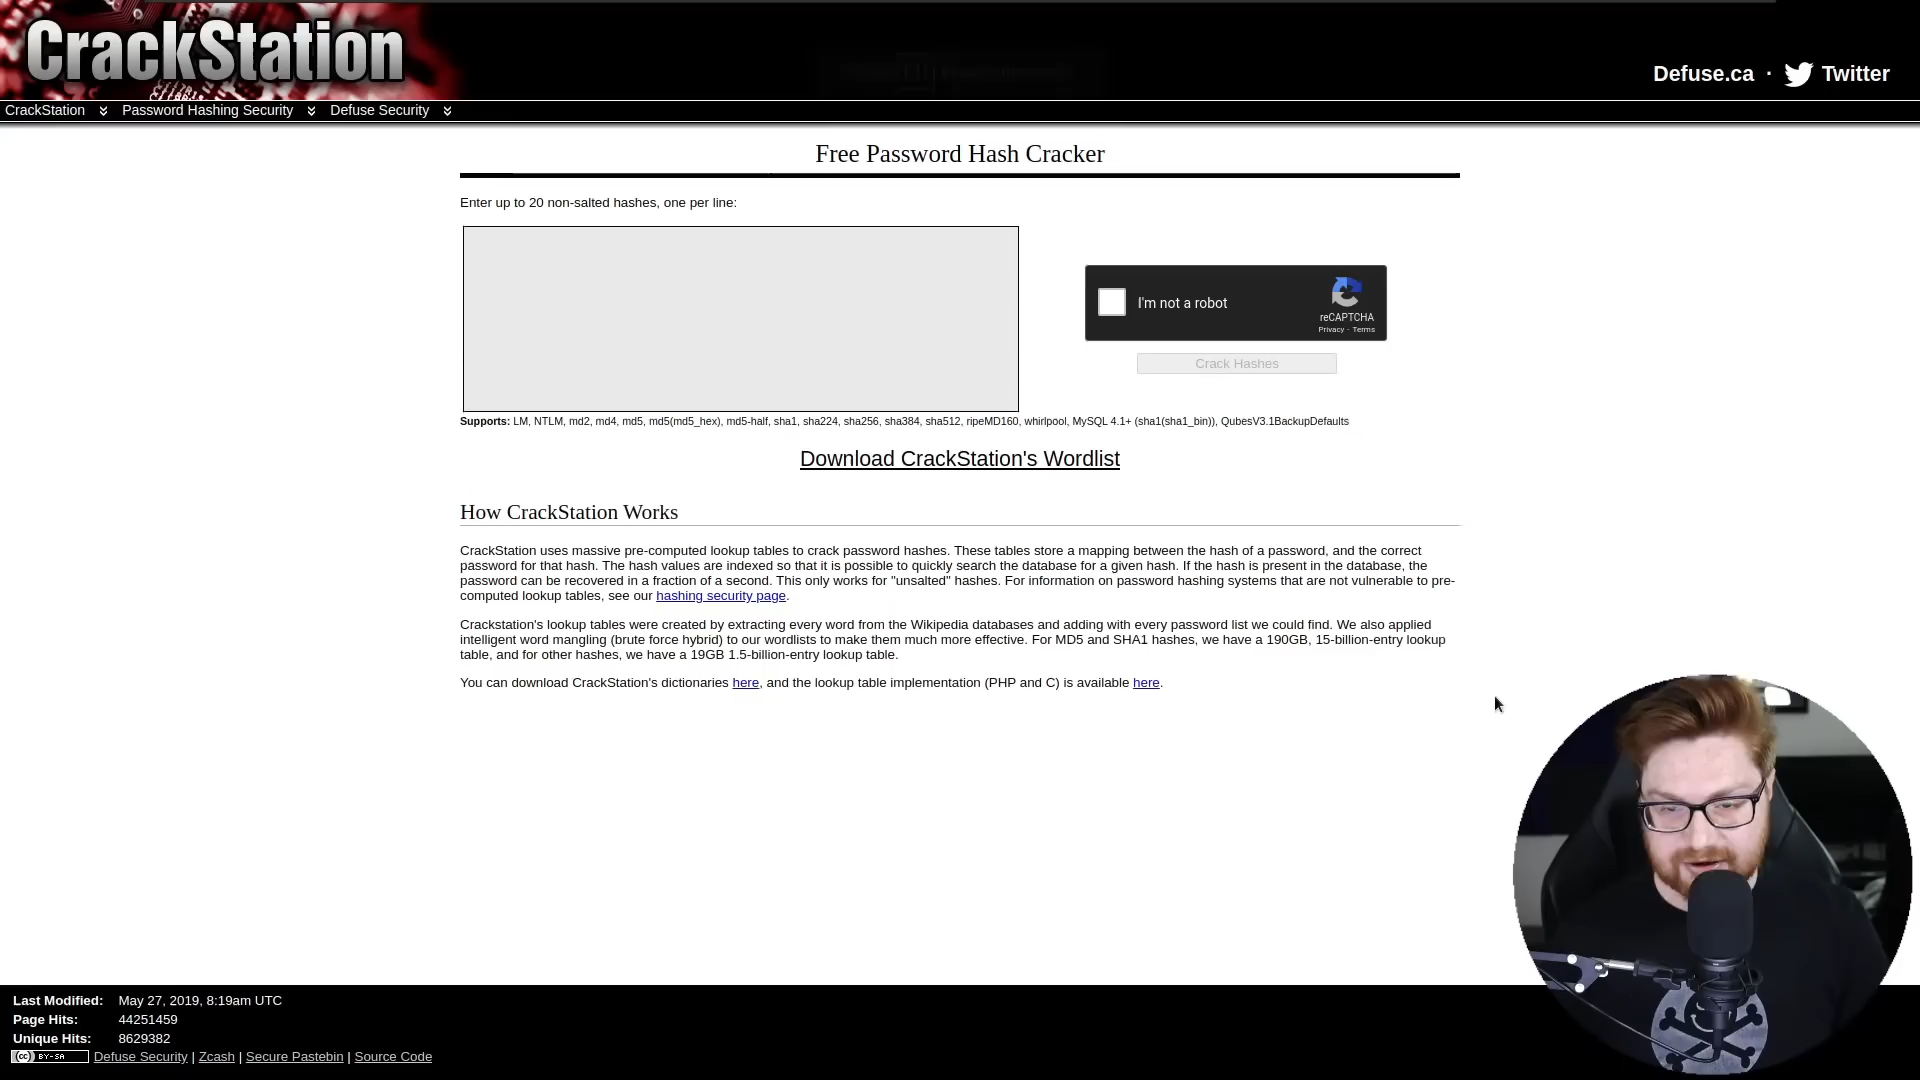 CrackStation
Defuse.ca · Twitter
CrackStation Password Hashing Security Defuse Security
Free Password Hash Cracker
Enter up to 20 non-salted hashes, one per line:
I'm not a robot
reCAPTCHA
Privacy - Terms
Crack Hashes
Supports: LM, NTLM, md2, md4, md5, md5(md5_hex), md5-half, sha1, sha224, sha256, sha384, sha512, ripeMD160, whirlpool, MySQL 4.1+ (sha1(sha1_bin)), QubesV3.1BackupDefaults
Download CrackStation's Wordlist
How CrackStation Works
CrackStation uses massive pre-computed lookup tables to crack password hashes. These tables store a mapping between the hash of a password, and the correct
password for that hash. The hash values are indexed so that it is possible to quickly search the database for a given hash. If the hash is present in the database, the
password can be recovered in a fraction of a second. This only works for "unsalted" hashes. For information on password hashing systems that are not vulnerable to pre-
computed lookup tables, see our hashing security page.
Crackstation's lookup tables were created by extracting every word from the Wikipedia databases and adding with every password list we could find. We also applied
intelligent word mangling (brute force hybrid) to our wordlists to make them much more effective. For MD5 and SHA1 hashes, we have a 190GB, 15-billion-entry lookup
table, and for other hashes, we have a 19GB 1.5-billion-entry lookup table.
You can download CrackStation's dictionaries here, and the lookup table implementation (PHP and C) is available here.
Last Modified: May 27, 2019, 8:19am UTC
Page Hits: 44251459
Unique Hits: 8629382
(cc) BY-SA Defuse Security | Zcash | Secure Pastebin | Source Code